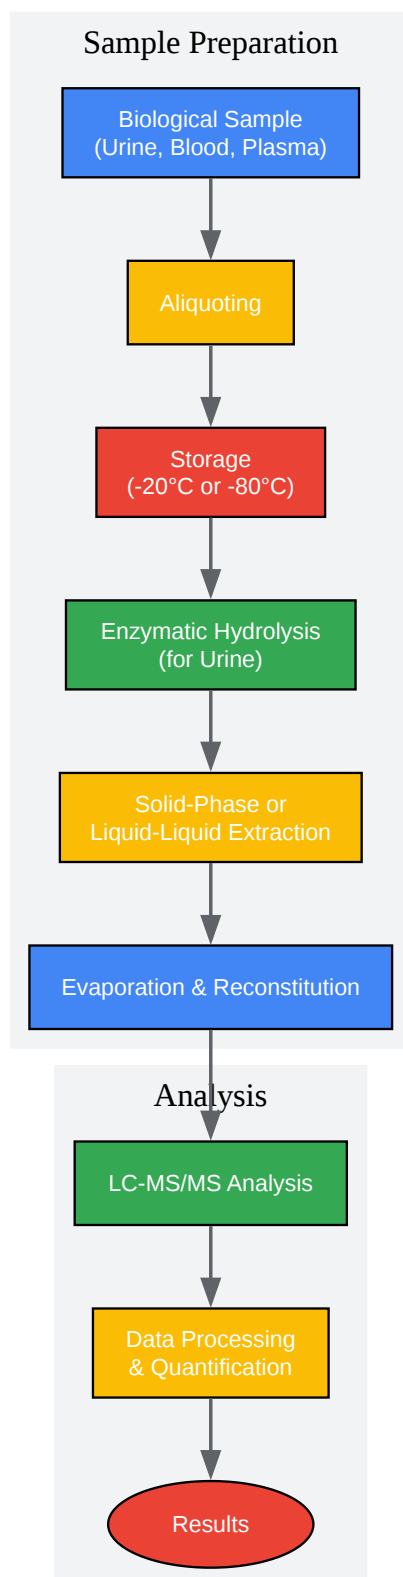 Sample Preparation
Biological Sample
(Urine, Blood, Plasma)
Aliquoting
Storage
(-20°C or -80°C)
Enzymatic Hydrolysis
(for Urine)
Solid-Phase or
Liquid-Liquid Extraction
Evaporation & Reconstitution
Analysis
LC-MS/MS Analysis
Data Processing
& Quantification
Results